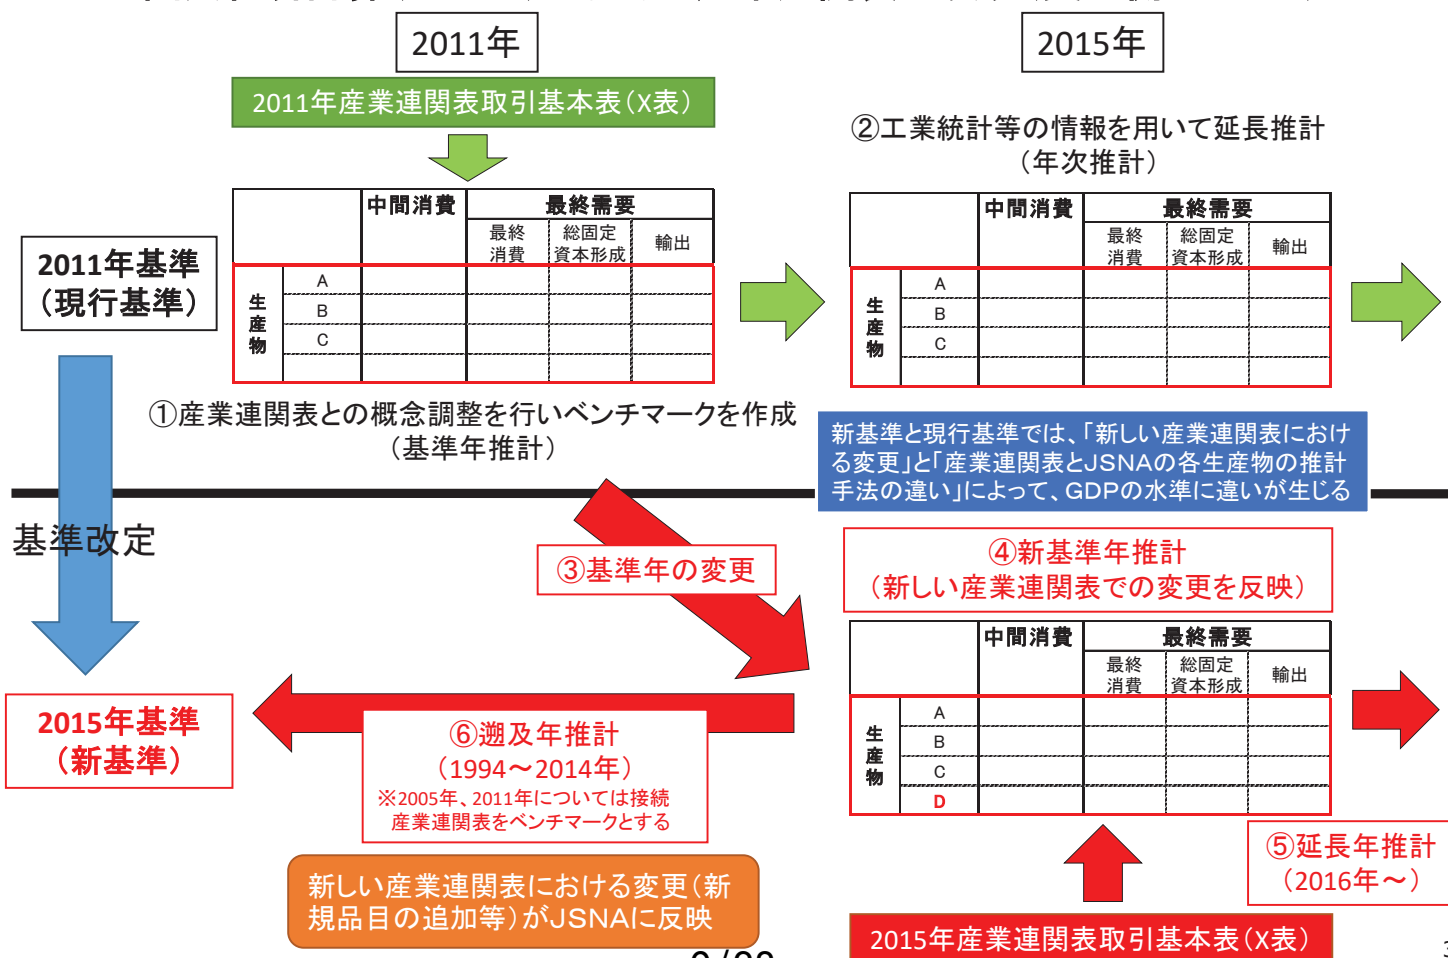 2011年
2015年
2011年産業連関表取引基本表（X表）
②工業統計等の情報を用いて延長推計
（年次推計）
中間消費
最終需要
最終
消費
総固定
資本形成
輸出
生産物
A
B
C
中間消費
最終需要
最終
消費
総固定
資本形成
輸出
生産物
A
B
C
2011年基準
（現行基準）
①産業連関表との概念調整を行いベンチマークを作成
（基準年推計）
新基準と現行基準では、「新しい産業連関表におけ
る変更」と「産業連関表とJSNAの各生産物の推計
手法の違い」によって、GDPの水準に違いが生じる
基準改定
③基準年の変更
④新基準年推計
（新しい産業連関表での変更を反映）
中間消費
最終需要
最終
消費
総固定
資本形成
輸出
生産物
A
B
C
D
2015年基準
（新基準）
⑥遡及年推計
（1994～2014年）
※2005年、2011年については接続
産業連関表をベンチマークとする
⑤延長年推計
（2016年～）
新しい産業連関表における変更（新
規品目の追加等）がJSNAに反映
2015年産業連関表取引基本表（X表）